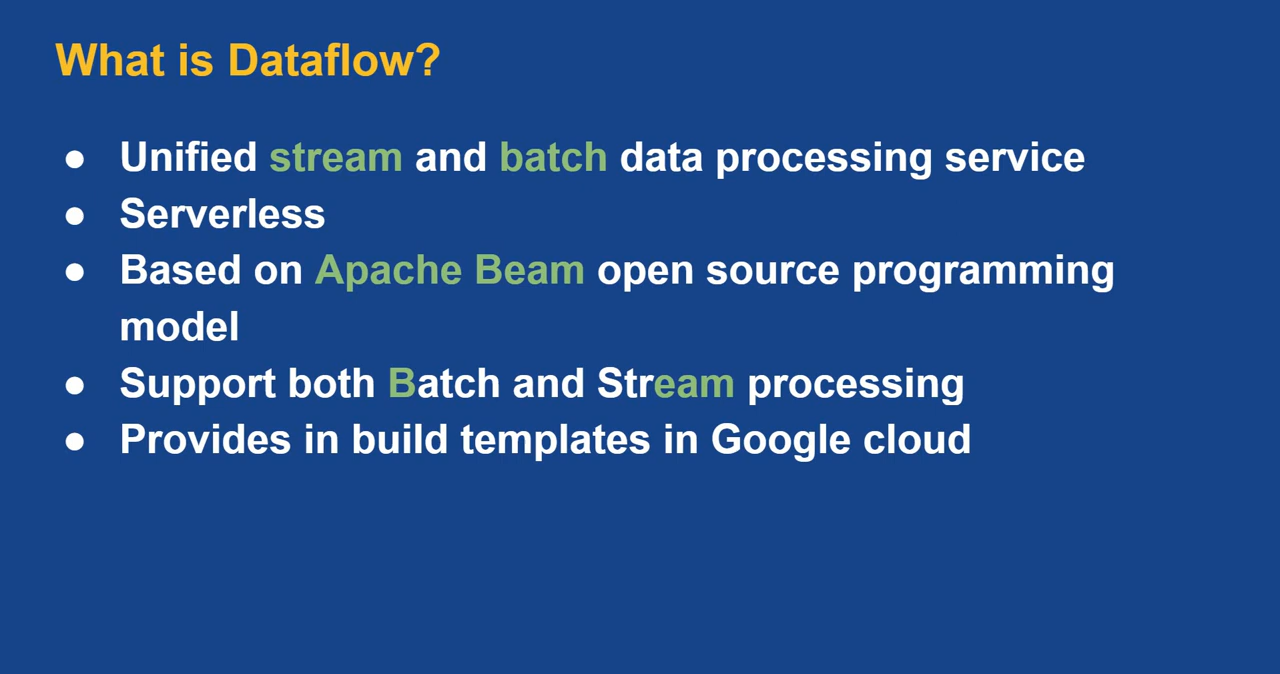 What is Dataflow?
● Unified stream and batch data processing service
● Serverless
● Based on Apache Beam open source programming
model
● Support both Batch and Stream processing
● Provides in build templates in Google cloud